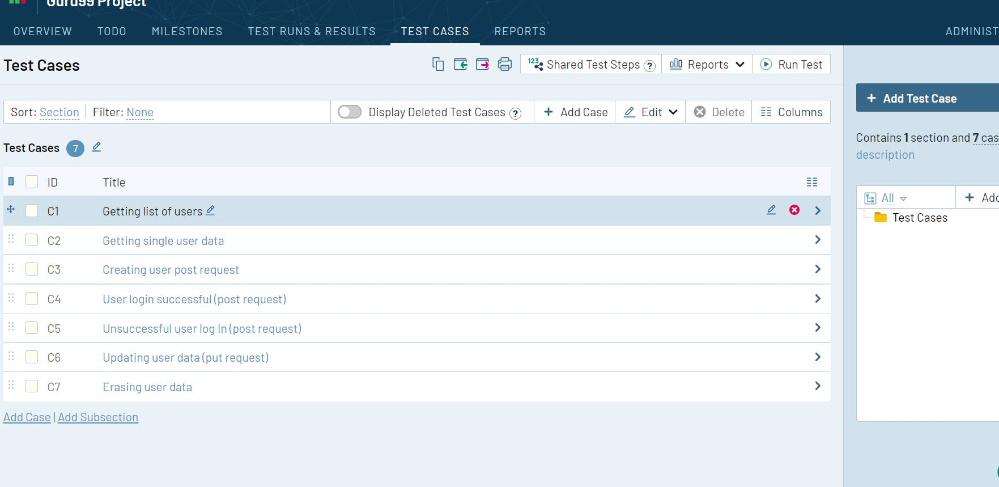 Guru99 Project
OVERVIEW TODO MILESTONES TEST RUNS & RESULTS TEST CASES REPORTS ADMINIST
Test Cases
123 Shared Test Steps ? Reports Run Test
+ Add Test Case
Sort: Section Filter: None Display Deleted Test Cases ? + Add Case Edit Delete Columns
Contains 1 section and 7 cas
description
Test Cases 7
ID Title
All + Add
Test Cases
C1 Getting list of users
C2 Getting single user data
C3 Creating user post request
C4 User login successful (post request)
C5 Unsuccessful user log In (post request)
C6 Updating user data (put request)
C7 Erasing user data
Add Case | Add Subsection